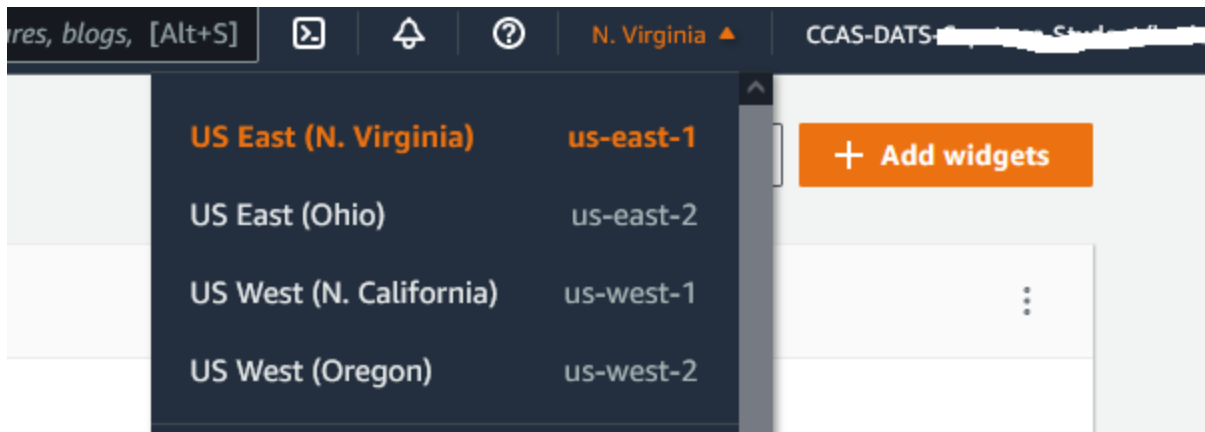 res, blogs, [Alt+S] N. Virginia ▲ CCAS-DATS-
US East (N. Virginia) us-east-1
+ Add widgets
US East (Ohio) us-east-2
US West (N. California) us-west-1
US West (Oregon) us-west-2